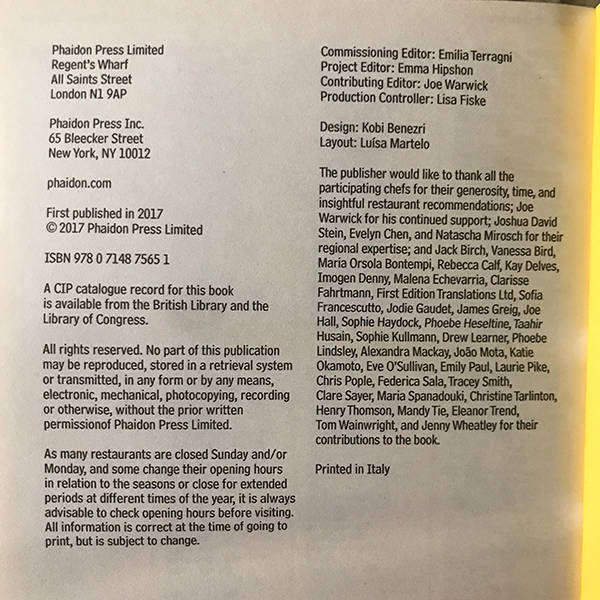 Phaidon Press Limited
Regent's Wharf
All Saints Street
London N1 9AP
Phaidon Press Inc.
65 Bleecker Street
New York, NY 10012
phaidon.com
First published in 2017
© 2017 Phaidon Press Limited
ISBN 978 0 7148 7565 1
A CIP catalogue record for this book
is available from the British Library and the
Library of Congress.
All rights reserved. No part of this publication
may be reproduced, stored in a retrieval system
or transmitted, in any form or by any means,
electronic, mechanical, photocopying, recording
or otherwise, without the prior written
permissionof Phaidon Press Limited.
As many restaurants are closed Sunday and/or
Monday, and some change their opening hours
in relation to the seasons or close for extended
periods at different times of the year, it is always
advisable to check opening hours before visiting.
All information is correct at the time of going to
print, but is subject to change.
Commissioning Editor: Emilia Terragni
Project Editor: Emma Hipshon
Contributing Editor: Joe Warwick
Production Controller: Lisa Fiske
Design: Kobi Benezri
Layout: Luísa Martelo
The publisher would like to thank all the
participating chefs for their generosity, time, and
insightful restaurant recommendations; Joe
Warwick for his continued support; Joshua David
Stein, Evelyn Chen, and Natascha Mirosch for their
regional expertise; and Jack Birch, Vanessa Bird,
Maria Orsola Bontempi, Rebecca Calf, Kay Delves,
Imogen Denny, Malena Echevarria, Clarisse
Fahrtmann, First Edition Translations Ltd, Sofia
Francescutto, Jodie Gaudet, James Greig, Joe
Hall, Sophie Haydock, Phoebe Heseltine, Taahir
Husain, Sophie Kullmann, Drew Learner, Phoebe
Lindsley, Alexandra Mackay, João Mota, Katie
Okamoto, Eve O'Sullivan, Emily Paul, Laurie Pike,
Chris Pople, Federica Sala, Tracey Smith,
Clare Sayer, Maria Spanadouki, Christine Tarlinton,
Henry Thomson, Mandy Tie, Eleanor Trend,
Tom Wainwright, and Jenny Wheatley for their
contributions to the book.
Printed in Italy